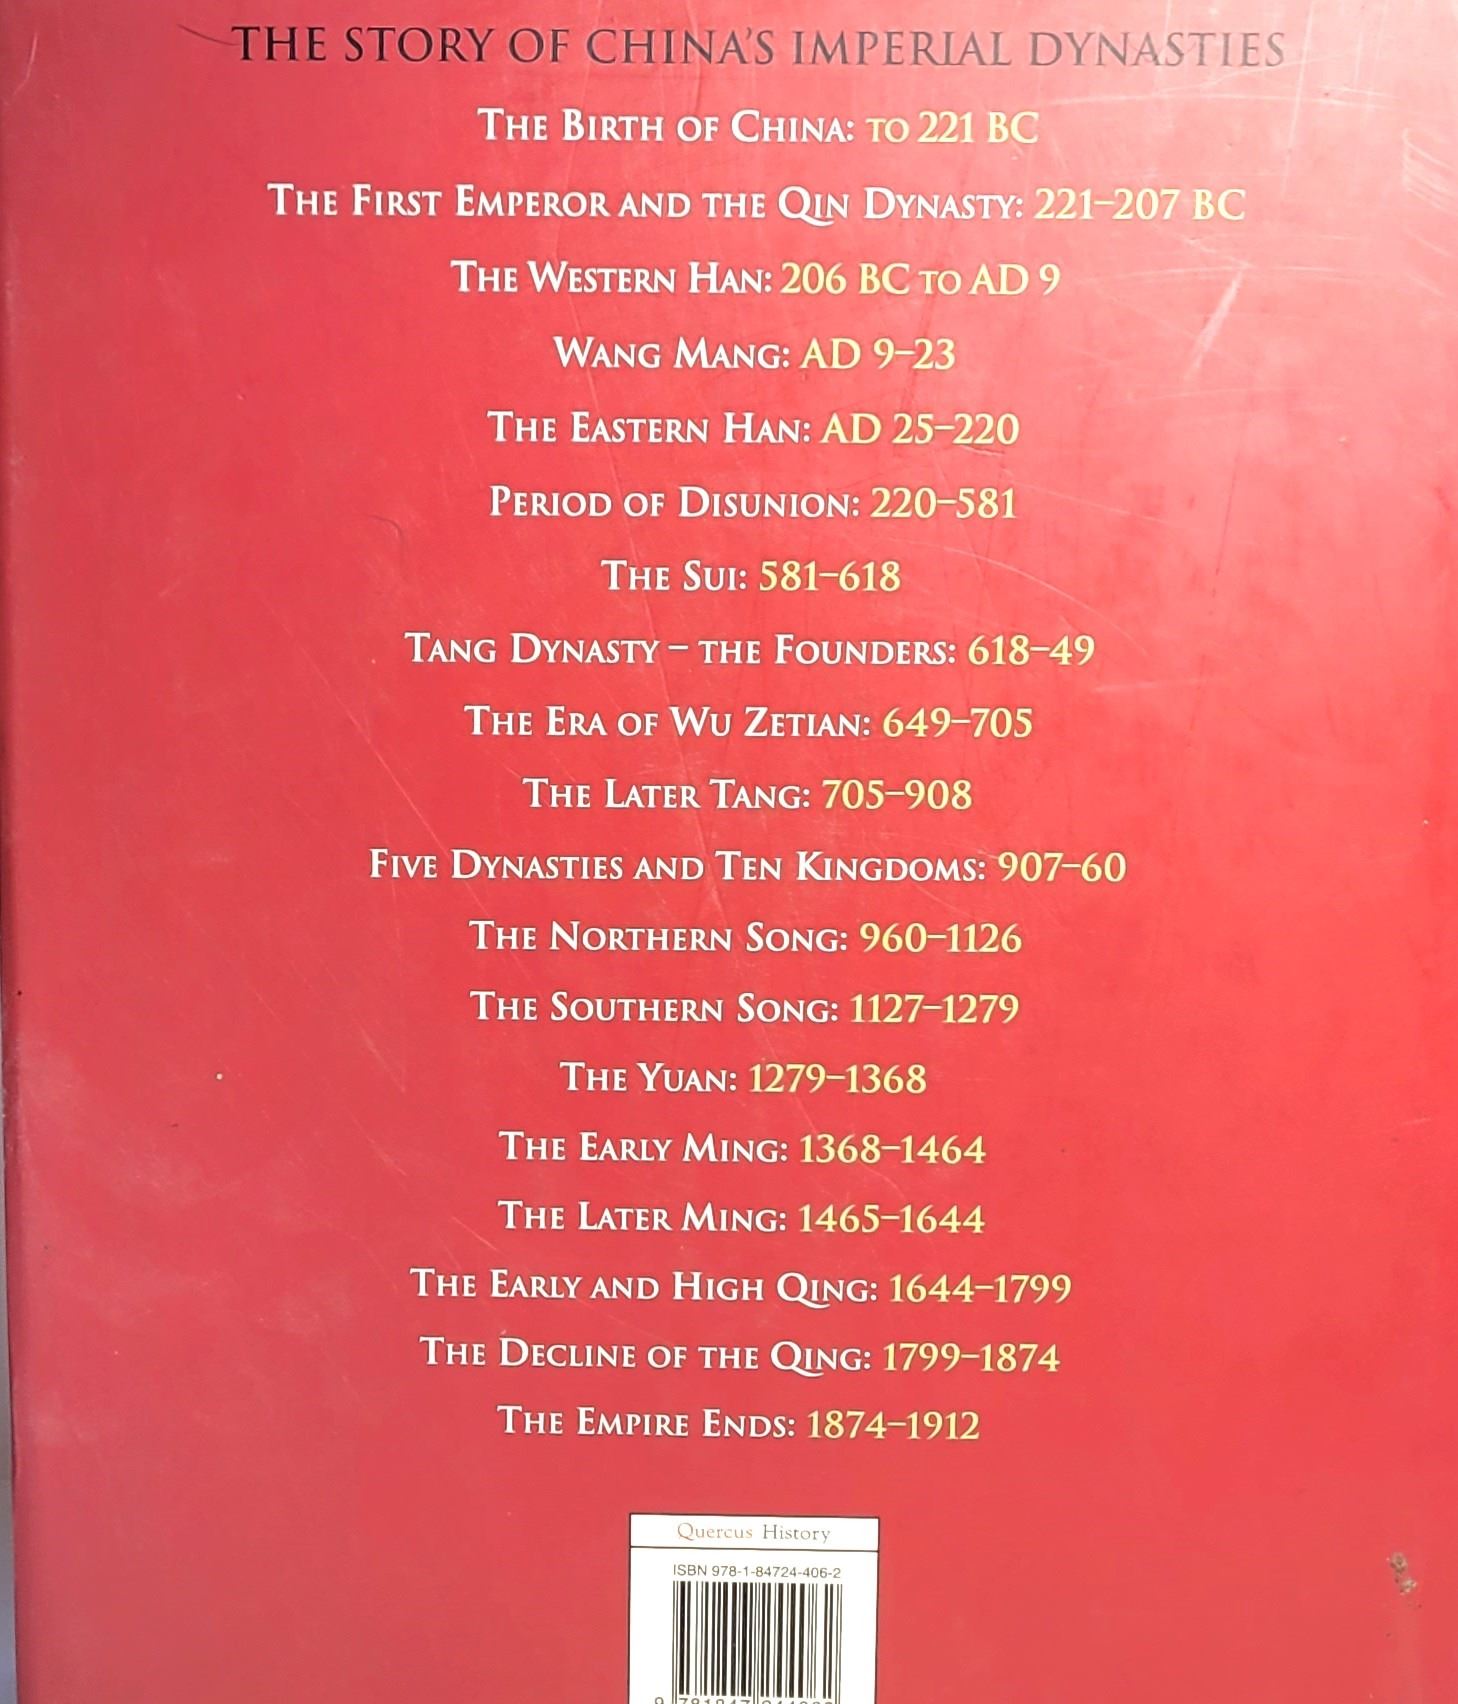 THE STORY OF CHINA'S IMPERIAL DYNASTIES
THE BIRTH OF CHINA: TO 221 BC
THE FIRST EMPEROR AND THE QIN DYNASTY: 221–207 BC
THE WESTERN HAN: 206 BC TO AD 9
WANG MANG: AD 9–23
THE EASTERN HAN: AD 25–220
PERIOD OF DISUNION: 220–581
THE SUI: 581–618
TANG DYNASTY – THE FOUNDERS: 618–49
THE ERA OF WU ZETIAN: 649–705
THE LATER TANG: 705–908
FIVE DYNASTIES AND TEN KINGDOMS: 907–60
THE NORTHERN SONG: 960–1126
THE SOUTHERN SONG: 1127–1279
THE YUAN: 1279–1368
THE EARLY MING: 1368–1464
THE LATER MING: 1465–1644
THE EARLY AND HIGH QING: 1644–1799
THE DECLINE OF THE QING: 1799–1874
THE EMPIRE ENDS: 1874–1912
Quercus History
ISBN 978-1-84724-406-2